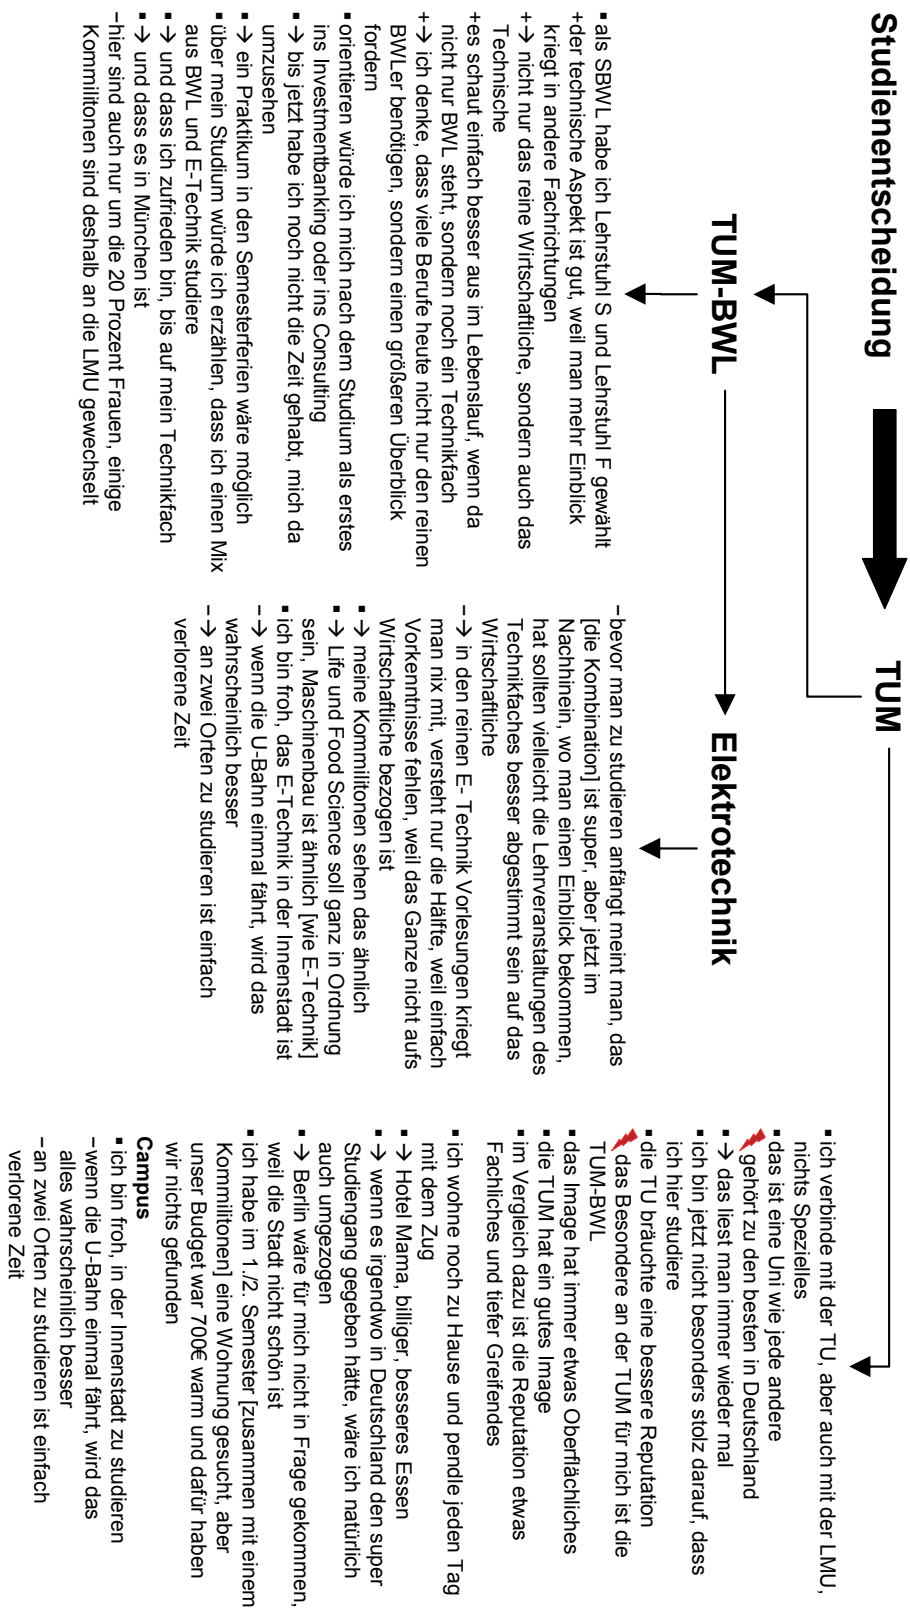 Studienentscheidung
TUM
TUM-BWL
Elektrotechnik
▪ als SBWL habe ich Lehrstuhl S und Lehrstuhl F gewählt
+der technische Aspekt ist gut, weil man mehr Einblick
kriegt in andere Fachrichtungen
+→ nicht nur das reine Wirtschaftliche, sondern auch das
Technische
+es schaut einfach besser aus im Lebenslauf, wenn da
nicht nur BWL steht, sondern noch ein Technikfach
+→ ich denke, dass viele Berufe heute nicht nur den reinen
BWLer benötigen, sondern einen größeren Überblick
fordern
▪ orientieren würde ich mich nach dem Studium als erstes
ins Investmentbanking oder ins Consulting
▪ → bis jetzt habe ich noch nicht die Zeit gehabt, mich da
umzusehen
▪ → ein Praktikum in den Semesterferien wäre möglich
▪ über mein Studium würde ich erzählen, dass ich einen Mix
aus BWL und E-Technik studiere
▪ → und dass ich zufrieden bin, bis auf mein Technikfach
▪ → und dass es in München ist
−hier sind auch nur um die 20 Prozent Frauen, einige
Kommilitonen sind deshalb an die LMU gewechselt
−bevor man zu studieren anfängt meint man, das
[die Kombination] ist super, aber jetzt im
Nachhinein, wo man einen Einblick bekommen,
hat sollten vielleicht die Lehrveranstaltungen des
Technikfaches besser abgestimmt sein auf das
Wirtschaftliche
−→ in den reinen E- Technik Vorlesungen kriegt
man nix mit, versteht nur die Hälfte, weil einfach
Vorkenntnisse fehlen, weil das Ganze nicht aufs
Wirtschaftliche bezogen ist
▪ → meine Kommilitonen sehen das ähnlich
▪ → Life und Food Science soll ganz in Ordnung
sein, Maschinenbau ist ähnlich [wie E-Technik]
▪ ich bin froh, das E-Technik in der Innenstadt ist
−→ wenn die U-Bahn einmal fährt, wird das
wahrscheinlich besser
−→ an zwei Orten zu studieren ist einfach
verlorene Zeit
▪ ich verbinde mit der TU, aber auch mit der LMU,
nichts Spezielles
▪ das ist eine Uni wie jede andere
gehört zu den besten in Deutschland
▪ → das liest man immer wieder mal
▪ ich bin jetzt nicht besonders stolz darauf, dass
ich hier studiere
▪ die TU bräuchte eine bessere Reputation
das Besondere an der TUM für mich ist die
TUM-BWL
▪ das Image hat immer etwas Oberflächliches
▪ die TUM hat ein gutes Image
▪ im Vergleich dazu ist die Reputation etwas
Fachliches und tiefer Greifendes
▪ ich wohne noch zu Hause und pendle jeden Tag
mit dem Zug
▪ → Hotel Mama, billiger, besseres Essen
▪ → wenn es irgendwo in Deutschland den super
Studiengang gegeben hätte, wäre ich natürlich
auch umgezogen
▪ → Berlin wäre für mich nicht in Frage gekommen,
weil die Stadt nicht schön ist
▪ ich habe im 1./2. Semester [zusammen mit einem
Kommilitonen] eine Wohnung gesucht, aber
unser Budget war 700€ warm und dafür haben
wir nichts gefunden
Campus
▪ ich bin froh, in der Innenstadt zu studieren
−wenn die U-Bahn einmal fährt, wird das
alles wahrscheinlich besser
−an zwei Orten zu studieren ist einfach
verlorene Zeit